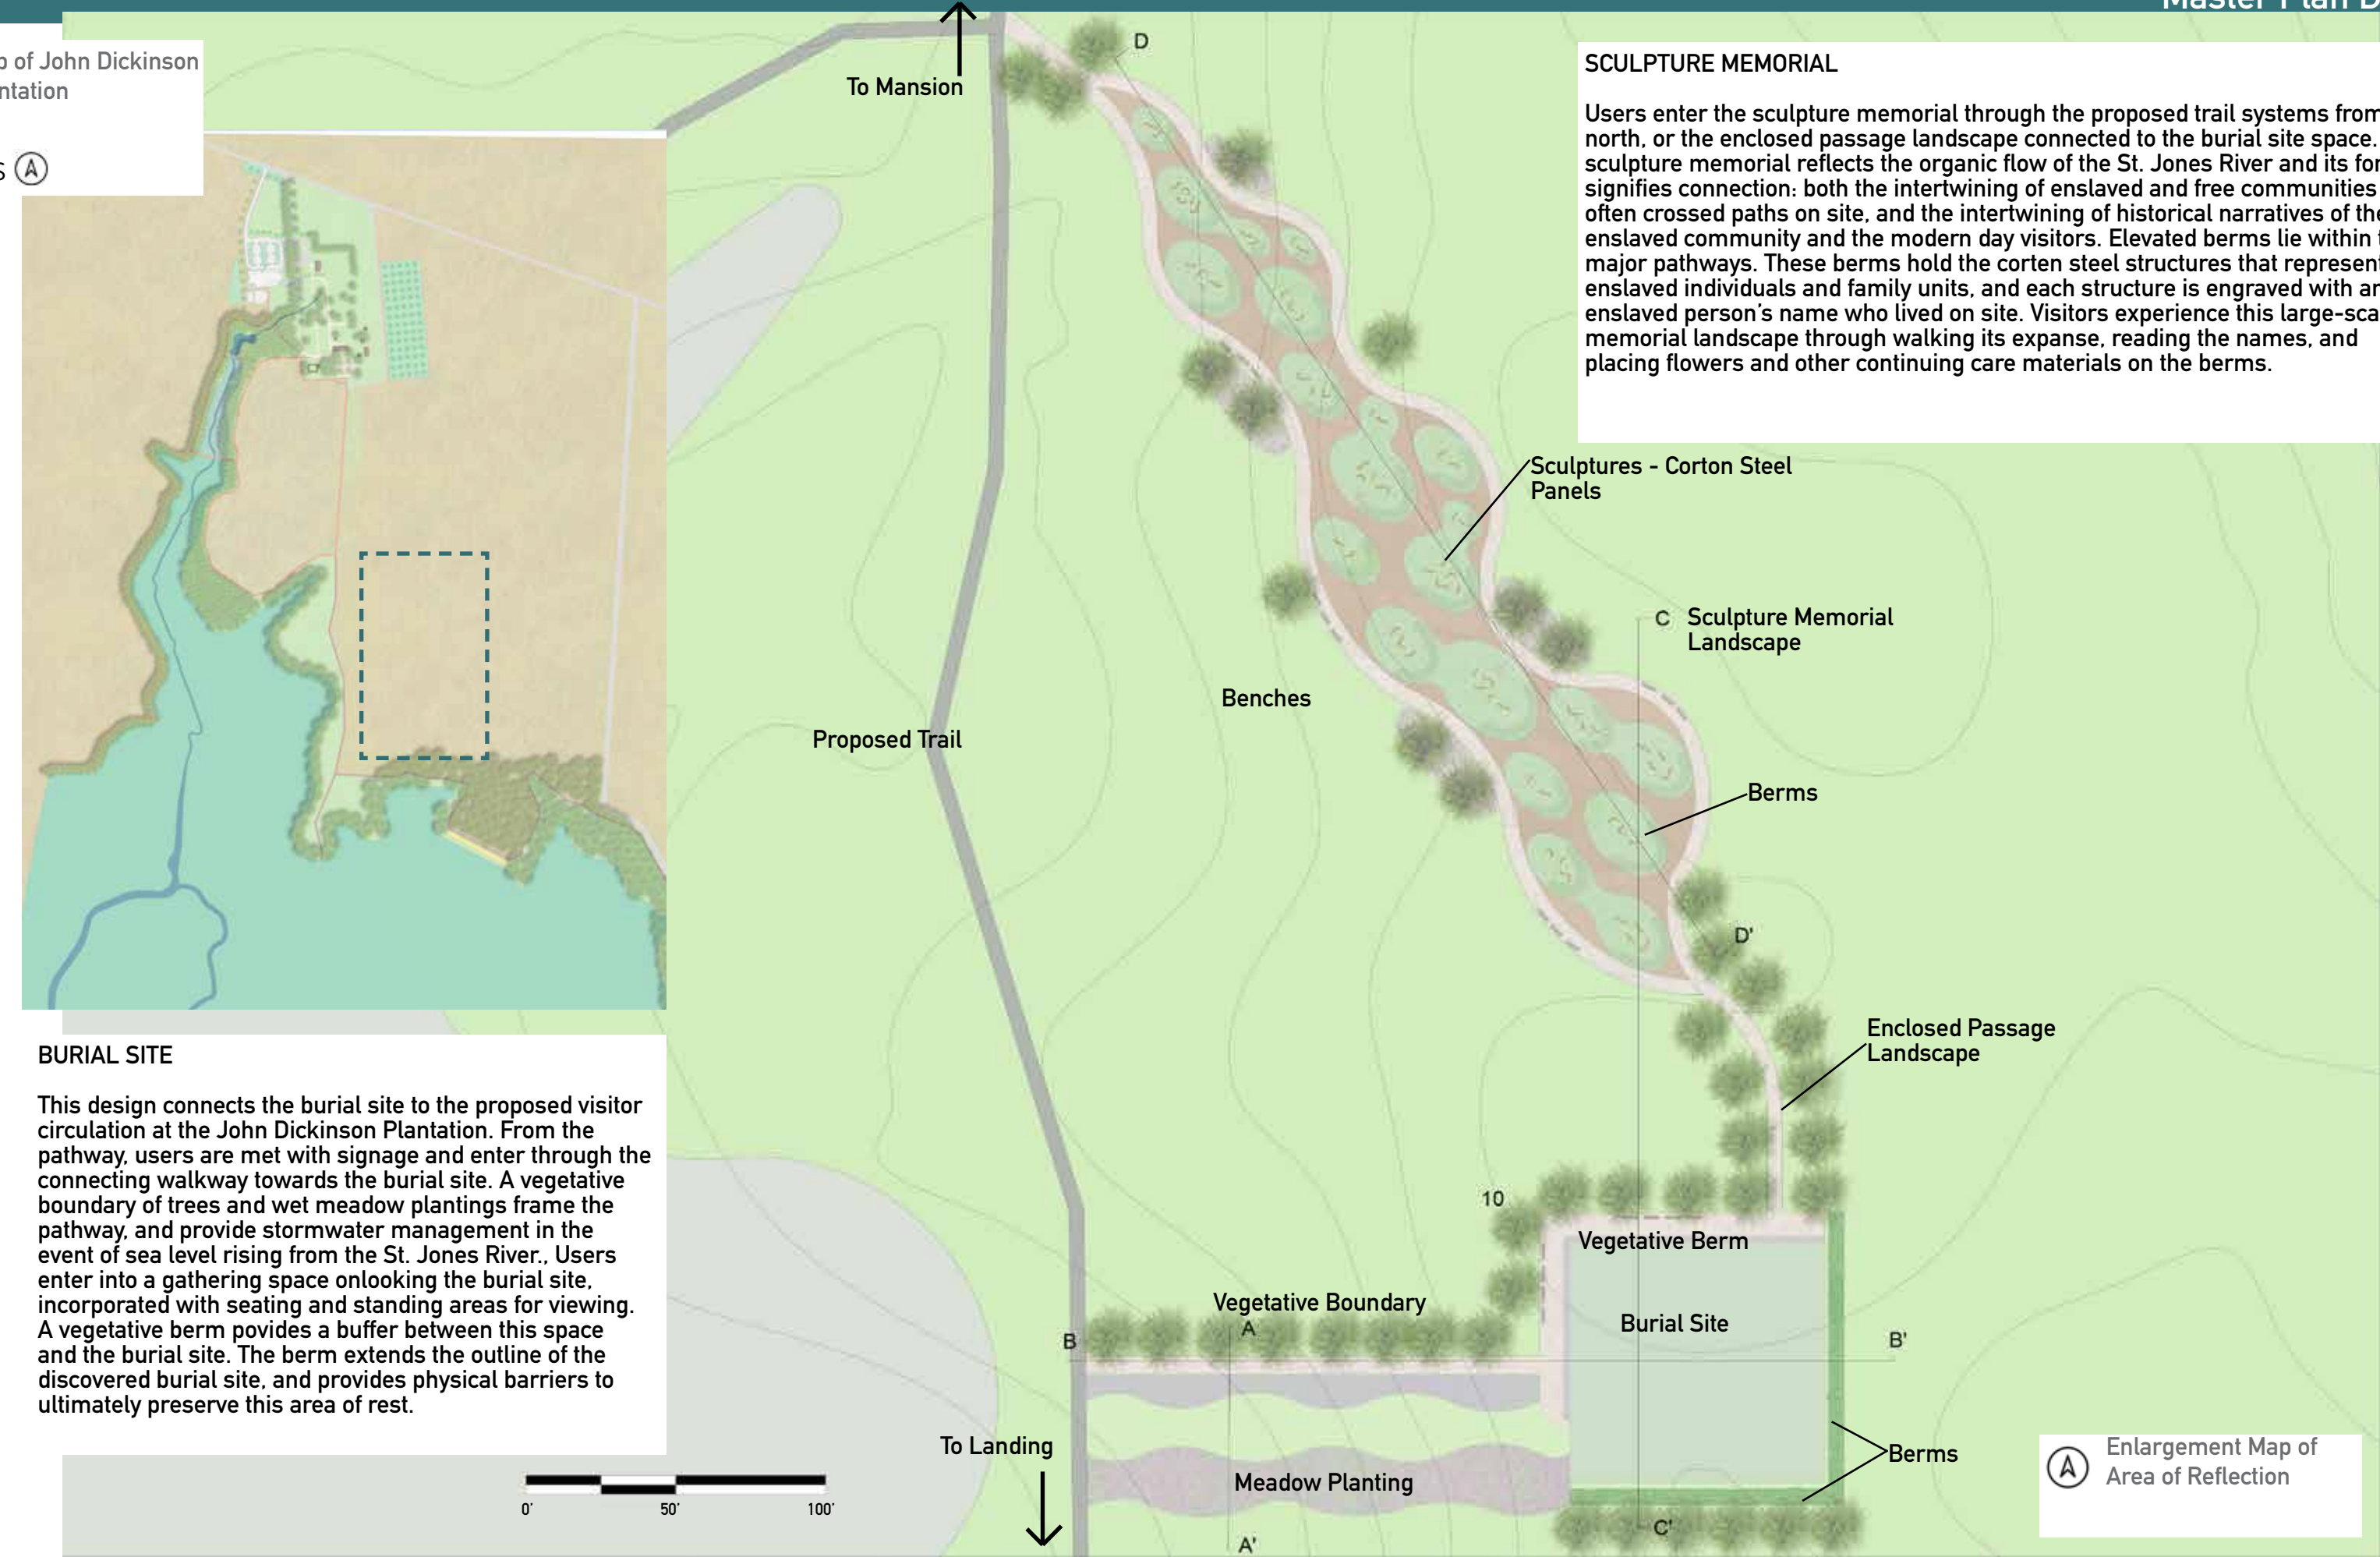 Master Plan D
p of John Dickinson
ntation
S
To Mansion
D
SCULPTURE MEMORIAL
Users enter the sculpture memorial through the proposed trail systems from
north, or the enclosed passage landscape connected to the burial site space.
sculpture memorial reflects the organic flow of the St. Jones River and its for
signifies connection: both the intertwining of enslaved and free communities
often crossed paths on site, and the intertwining of historical narratives of the
enslaved community and the modern day visitors. Elevated berms lie within t
major pathways. These berms hold the corten steel structures that represent
enslaved individuals and family units, and each structure is engraved with an
enslaved person's name who lived on site. Visitors experience this large-sca
memorial landscape through walking its expanse, reading the names, and
placing flowers and other continuing care materials on the berms.
Sculptures - Corton Steel
Panels
C Sculpture Memorial
Landscape
Benches
Proposed Trail
Berms
D'
Enclosed Passage
Landscape
BURIAL SITE
This design connects the burial site to the proposed visitor
circulation at the John Dickinson Plantation. From the
pathway, users are met with signage and enter through the
connecting walkway towards the burial site. A vegetative
boundary of trees and wet meadow plantings frame the
pathway, and provide stormwater management in the
event of sea level rising from the St. Jones River., Users
enter into a gathering space onlooking the burial site,
incorporated with seating and standing areas for viewing.
A vegetative berm povides a buffer between this space
and the burial site. The berm extends the outline of the
discovered burial site, and provides physical barriers to
ultimately preserve this area of rest.
10
Vegetative Berm
Vegetative Boundary
Burial Site
B
A
B'
To Landing
Meadow Planting
Berms
Enlargement Map of
Area of Reflection
0' 50' 100'
C'
A'